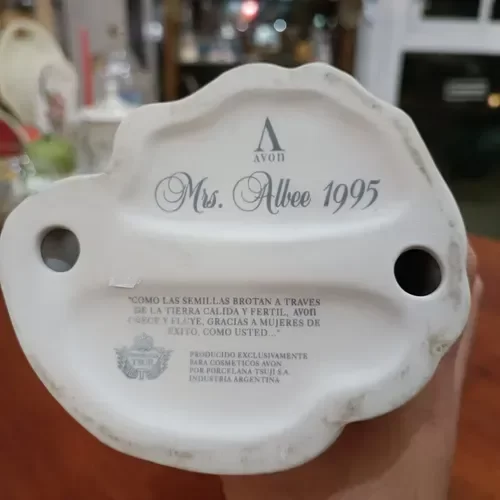 AVON
Mrs. Albee 1995
"COMO LAS SEMILLAS BROTAN A TRAVES
DE LA TIERRA CALIDA Y FERTIL, AVON
CRECE Y FLUYE, GRACIAS A MUJERES DE
EXITO, COMO USTED..."
TSUJI
PRODUCIDO EXCLUSIVAMENTE
PARA COSMETICOS AVON
POR PORCELANA TSUJI S.A.
INDUSTRIA ARGENTINA